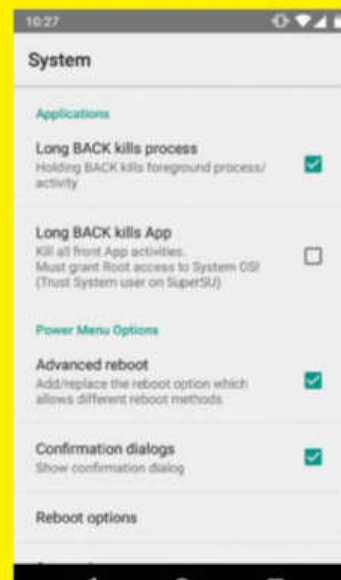 10:27
System
Applications
Long BACK kills process
Holding BACK kills foreground process/
activity
Long BACK kills App
Kill all front App activities.
Must grant Root access to System OS!
(Trust System user on SuperSU)
Power Menu Options
Advanced reboot
Add/replace the reboot option which
allows different reboot methods
Confirmation dialogs
Show confirmation dialog
Reboot options